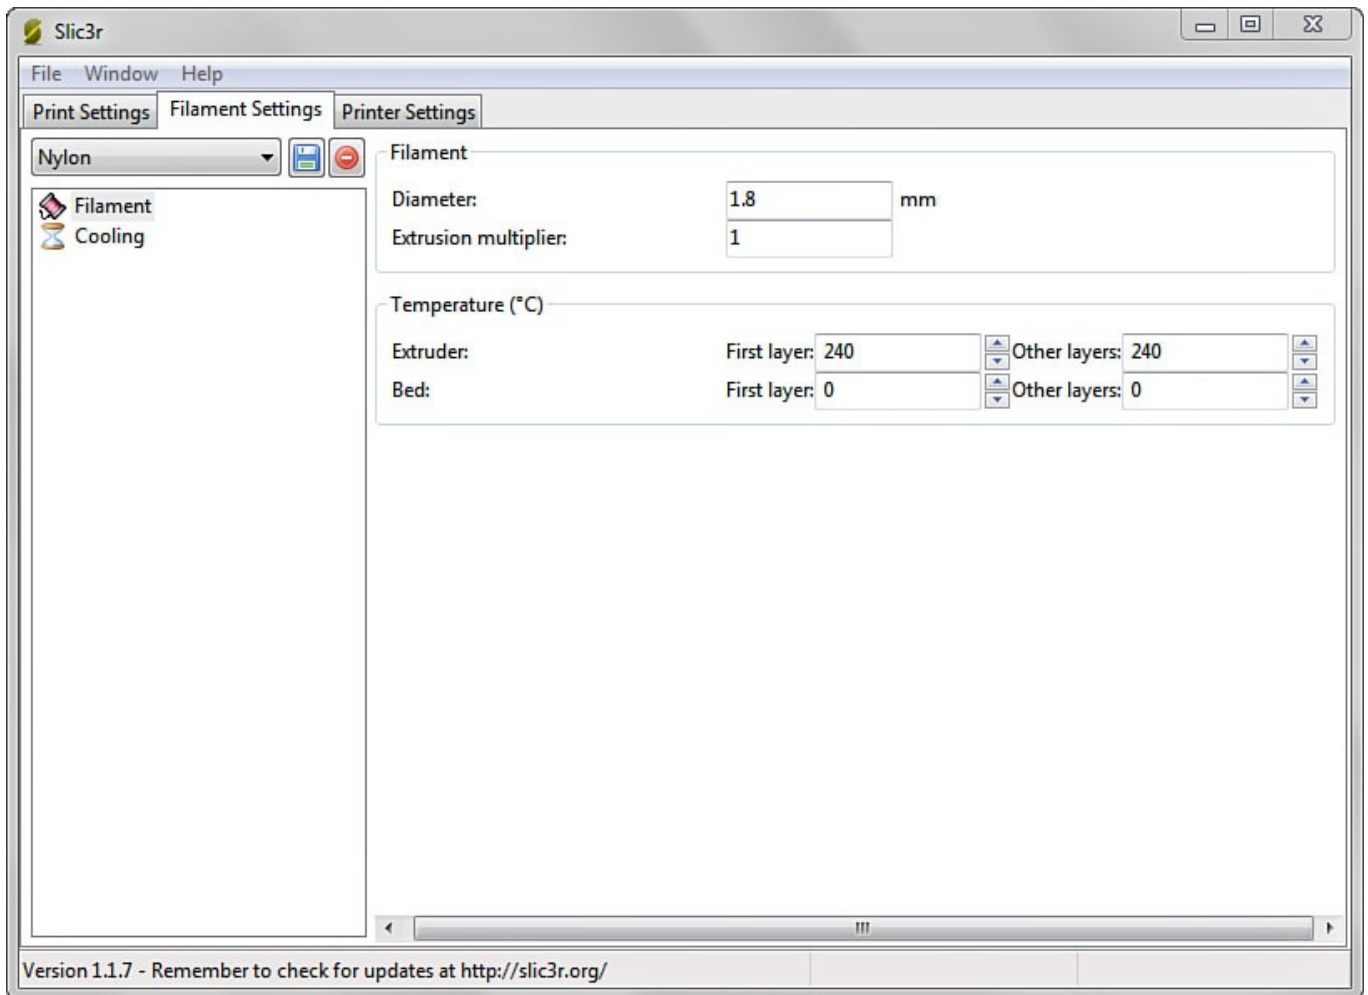 Slic3r
File Window Help
Print Settings Filament Settings Printer Settings
Nylon
Filament
Cooling
Filament
Diameter: 1.8 mm
Extrusion multiplier: 1
Temperature (°C)
Extruder: First layer: 240 Other layers: 240
Bed: First layer: 0 Other layers: 0
Version 1.1.7 - Remember to check for updates at http://slic3r.org/